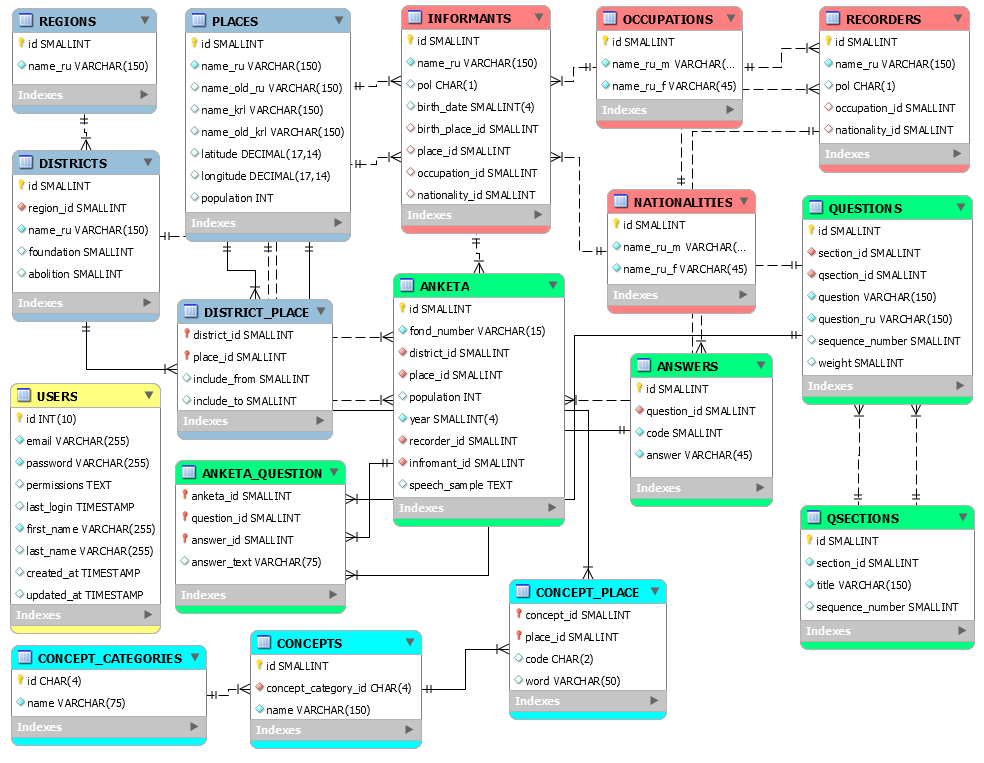 REGIONS
id SMALLINT
name_ru VARCHAR(150)
Indexes
PLACES
id SMALLINT
name_ru VARCHAR(150)
name_old_ru VARCHAR(150)
name_krl VARCHAR(150)
name_old_krl VARCHAR(150)
latitude DECIMAL(17,14)
longitude DECIMAL(17,14)
population INT
Indexes
INFORMANTS
id SMALLINT
name_ru VARCHAR(150)
pol CHAR(1)
birth_date SMALLINT(4)
birth_place_id SMALLINT
place_id SMALLINT
occupation_id SMALLINT
nationality_id SMALLINT
Indexes
OCCUPATIONS
id SMALLINT
name_ru_m VARCHAR(...
name_ru_f VARCHAR(45)
Indexes
RECORDERS
id SMALLINT
name_ru VARCHAR(150)
pol CHAR(1)
occupation_id SMALLINT
nationality_id SMALLINT
Indexes
DISTRICTS
id SMALLINT
region_id SMALLINT
name_ru VARCHAR(150)
foundation SMALLINT
abolition SMALLINT
Indexes
NATIONALITIES
id SMALLINT
name_ru_m VARCHAR(...
name_ru_f VARCHAR(45)
Indexes
QUESTIONS
id SMALLINT
section_id SMALLINT
qsection_id SMALLINT
question VARCHAR(150)
question_ru VARCHAR(150)
sequence_number SMALLINT
weight SMALLINT
Indexes
DISTRICT_PLACE
district_id SMALLINT
place_id SMALLINT
include_from SMALLINT
include_to SMALLINT
Indexes
ANKETA
id SMALLINT
fond_number VARCHAR(15)
district_id SMALLINT
place_id SMALLINT
population INT
year SMALLINT(4)
recorder_id SMALLINT
infromant_id SMALLINT
speech_sample TEXT
Indexes
ANSWERS
id SMALLINT
question_id SMALLINT
code SMALLINT
answer VARCHAR(45)
Indexes
USERS
id INT(10)
email VARCHAR(255)
password VARCHAR(255)
permissions TEXT
last_login TIMESTAMP
first_name VARCHAR(255)
last_name VARCHAR(255)
created_at TIMESTAMP
updated_at TIMESTAMP
Indexes
ANKETA_QUESTION
anketa_id SMALLINT
question_id SMALLINT
answer_id SMALLINT
answer_text VARCHAR(75)
Indexes
QSECTIONS
id SMALLINT
section_id SMALLINT
title VARCHAR(150)
sequence_number SMALLINT
Indexes
CONCEPT_PLACE
concept_id SMALLINT
place_id SMALLINT
code CHAR(2)
word VARCHAR(50)
Indexes
CONCEPT_CATEGORIES
id CHAR(4)
name VARCHAR(75)
Indexes
CONCEPTS
id SMALLINT
concept_category_id CHAR(4)
name VARCHAR(150)
Indexes